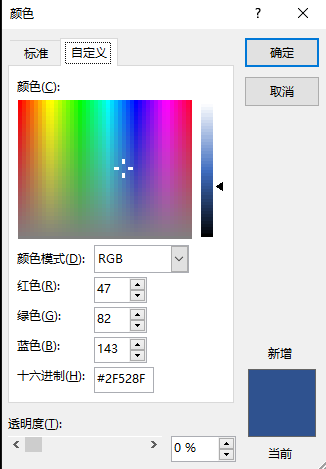 颜色
标准 自定义 确定
取消
颜色(C):
颜色模式(D): RGB
红色(R): 47
绿色(G): 82
蓝色(B): 143
十六进制(H): #2F528F
新增
透明度(T):
0 %
当前